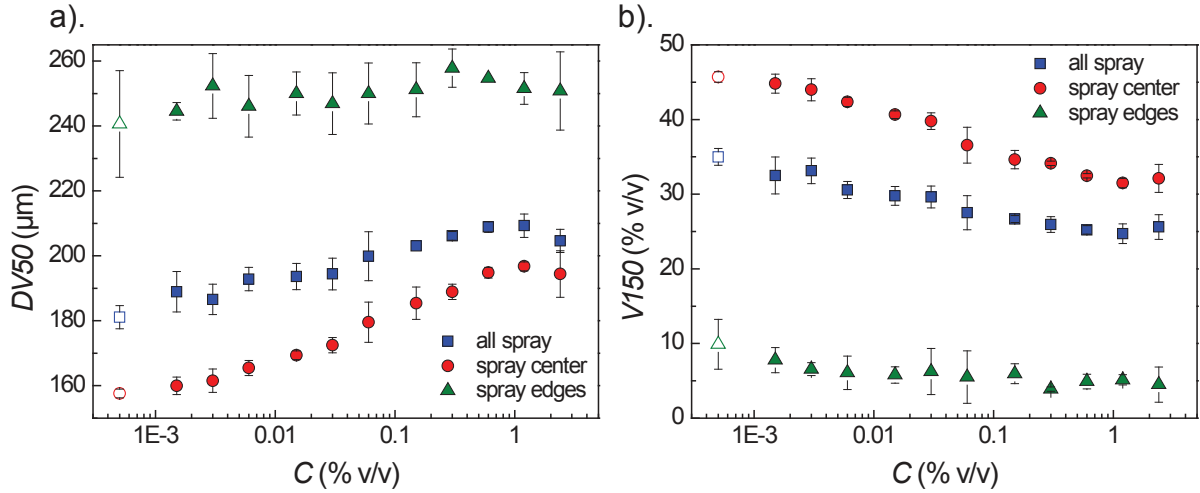 a).
260
240
220
200
180
160
DV50 (µm)
all spray
spray center
spray edges
1E-3
0.01
0.1
1
C (% v/v)
b).
50
40
30
20
10
0
V150 (% v/v)
all spray
spray center
spray edges
1E-3
0.01
0.1
1
C (% v/v)